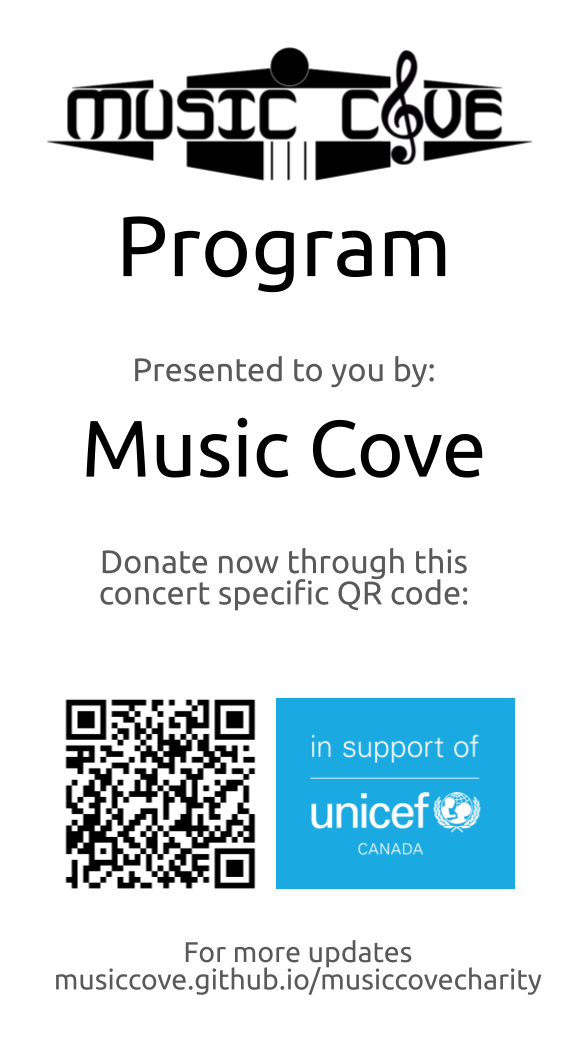 MUSIC COVE
Program
Presented to you by:
Music Cove
Donate now through this
concert specific QR code:
in support of
unicef
CANADA
For more updates
musiccove.github.io/musiccovecharity